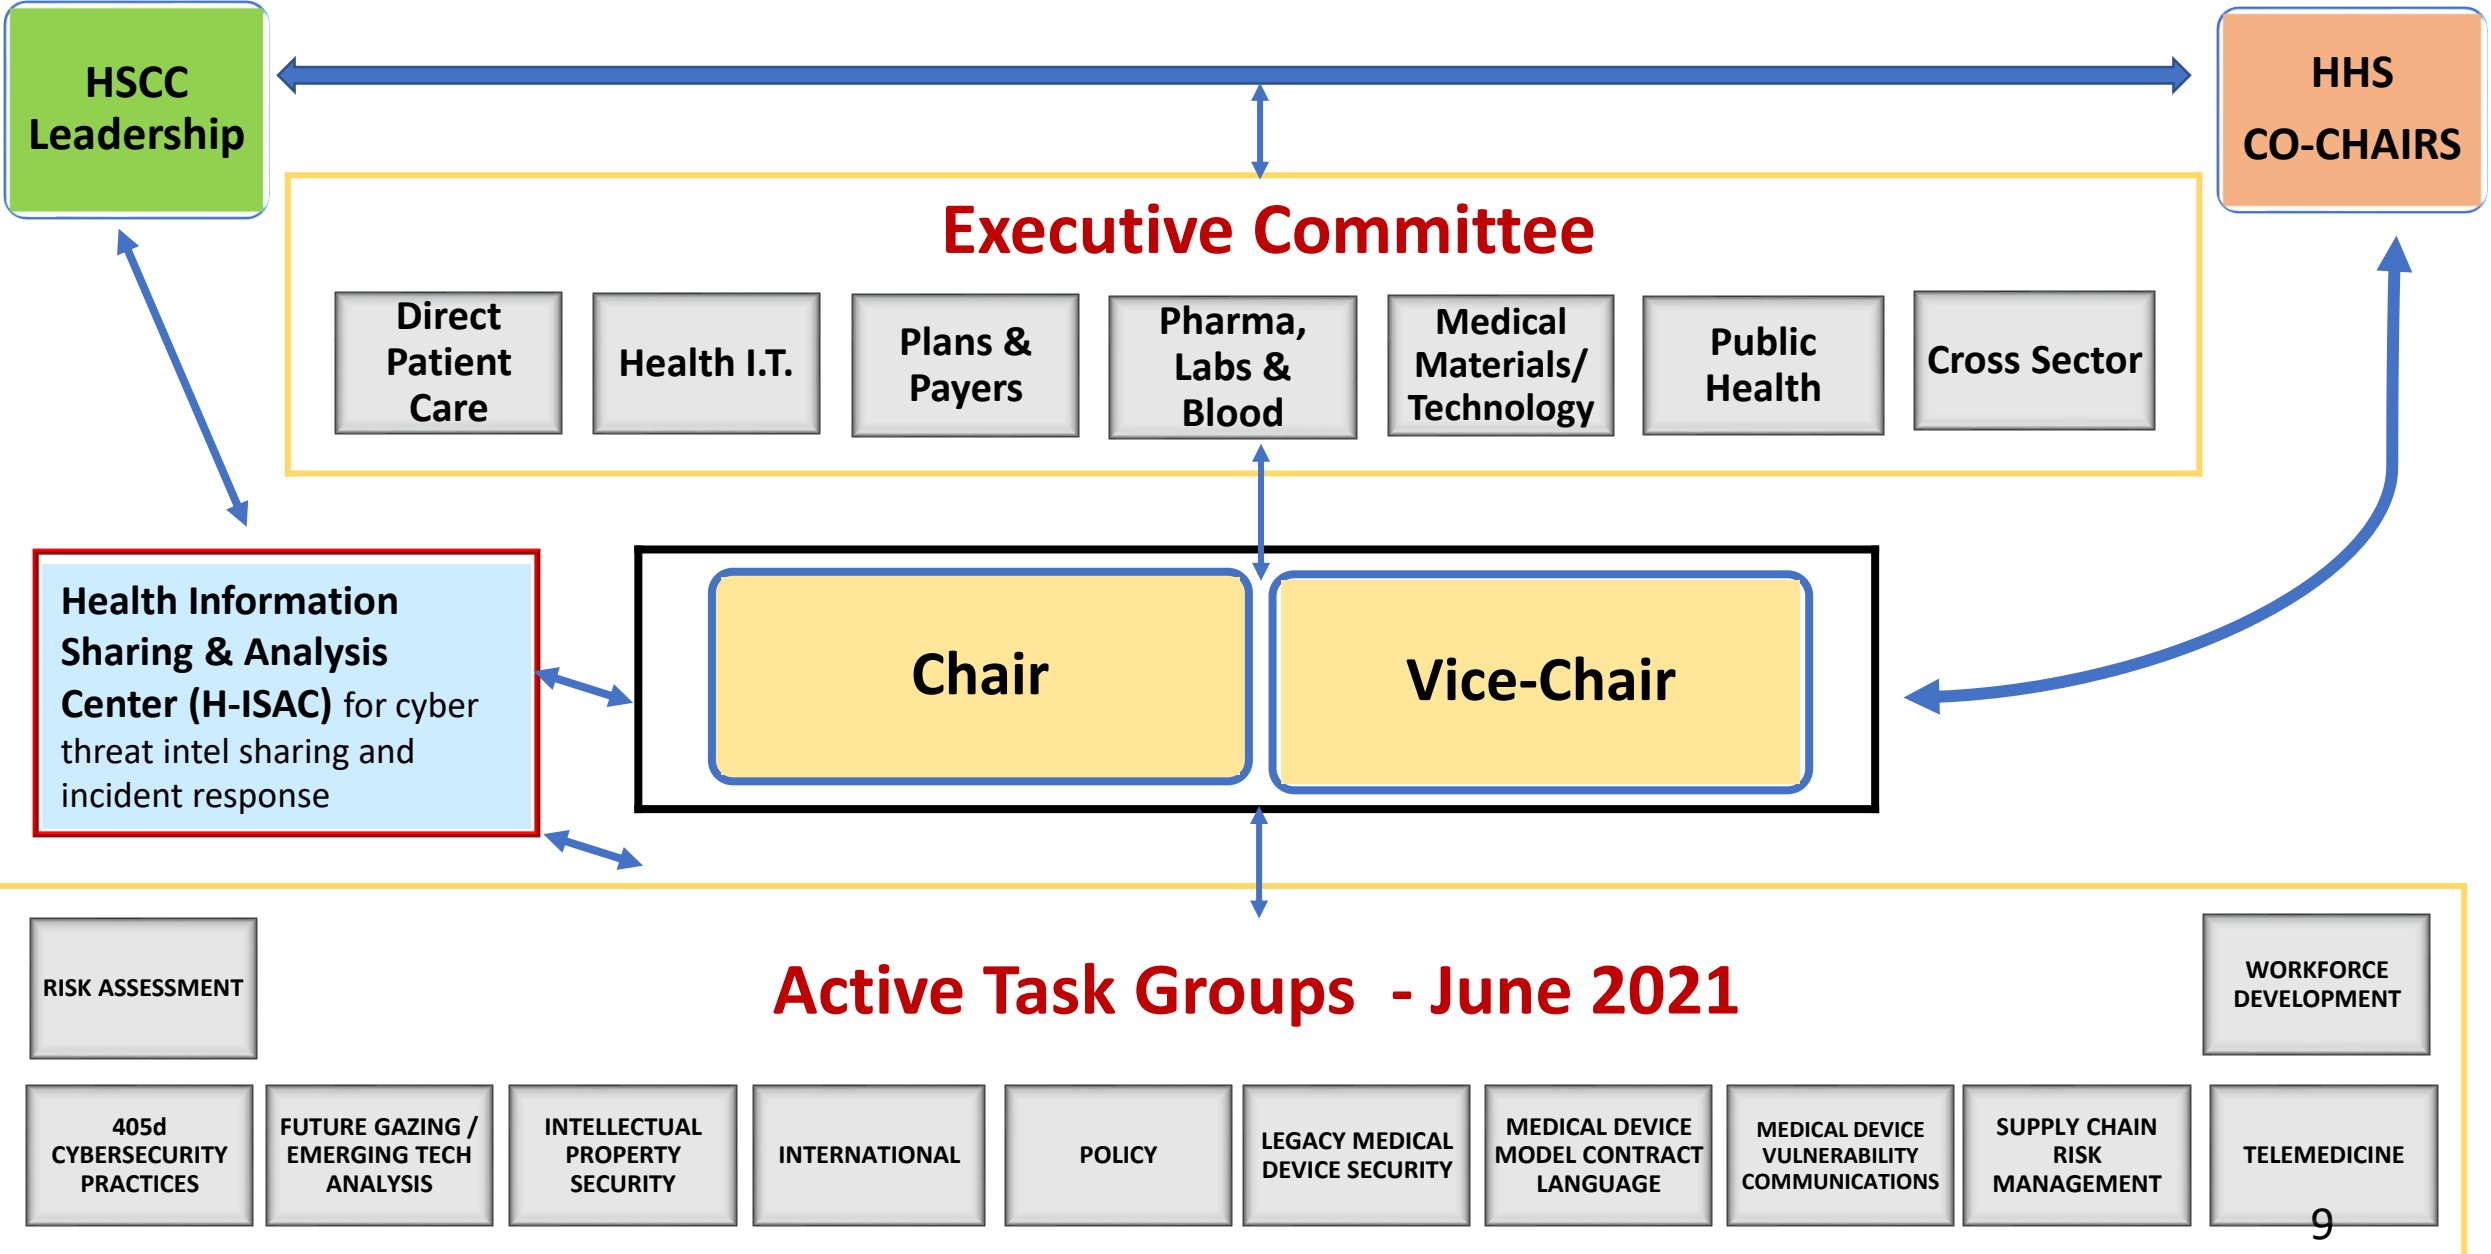 HSCC
Leadership
HHS
CO-CHAIRS
Executive Committee
Direct
Patient
Care
Health I.T.
Plans &
Payers
Pharma,
Labs &
Blood
Medical
Materials/
Technology
Public
Health
Cross Sector
Health Information
Sharing & Analysis
Center (H-ISAC) for cyber
threat intel sharing and
incident response
Chair
Vice-Chair
Active Task Groups - June 2021
RISK ASSESSMENT
WORKFORCE
DEVELOPMENT
405d
CYBERSECURITY
PRACTICES
FUTURE GAZING /
EMERGING TECH
ANALYSIS
INTELLECTUAL
PROPERTY
SECURITY
INTERNATIONAL
POLICY
LEGACY MEDICAL
DEVICE SECURITY
MEDICAL DEVICE
MODEL CONTRACT
LANGUAGE
MEDICAL DEVICE
VULNERABILITY
COMMUNICATIONS
SUPPLY CHAIN
RISK
MANAGEMENT
TELEMEDICINE
9